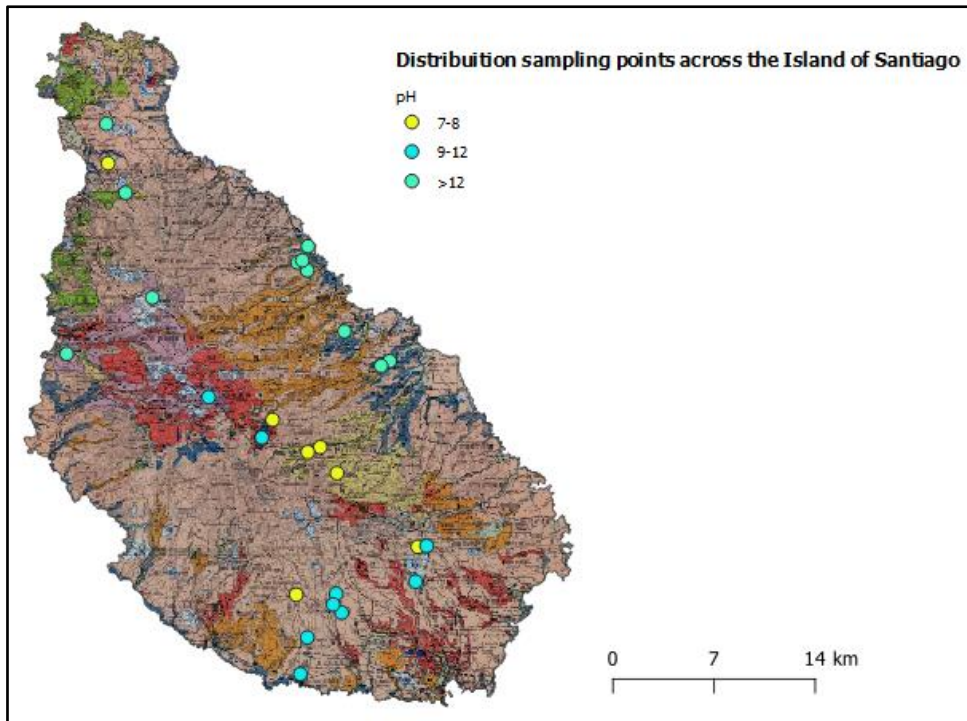 Distribuition sampling points across the Island of Santiago
pH
7-8
9-12
>12
0 7 14 km